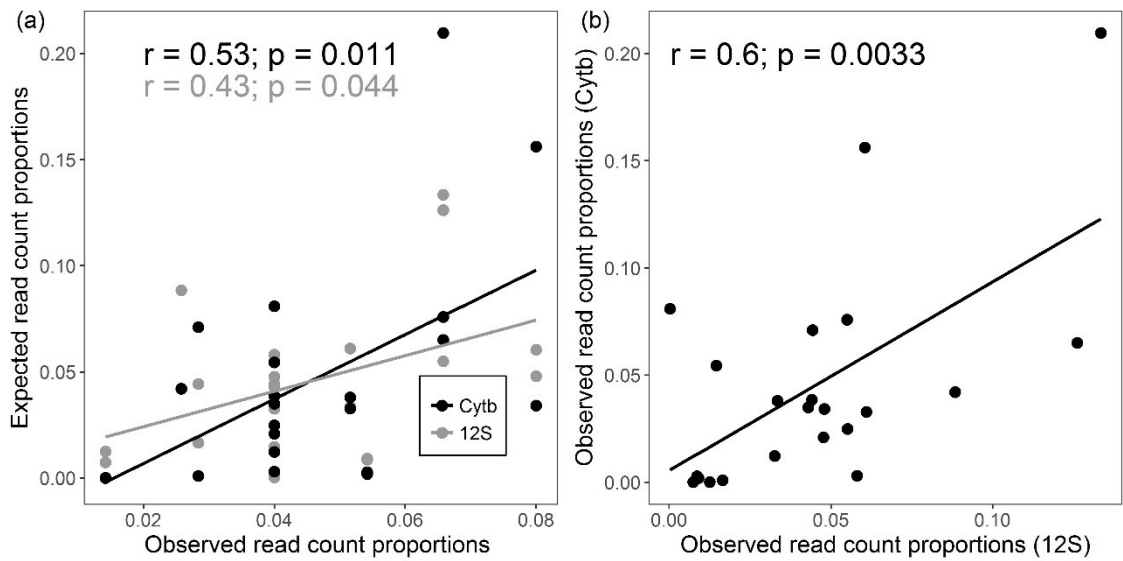 (a)
r = 0.53; p = 0.011
r = 0.43; p = 0.044
Expected read count proportions
0.20
0.15
0.10
0.05
0.00
Cytb
12S
0.02 0.04 0.06 0.08
Observed read count proportions
(b)
r = 0.6; p = 0.0033
Observed read count proportions (Cytb)
0.20
0.15
0.10
0.05
0.00
0.00 0.05 0.10
Observed read count proportions (12S)